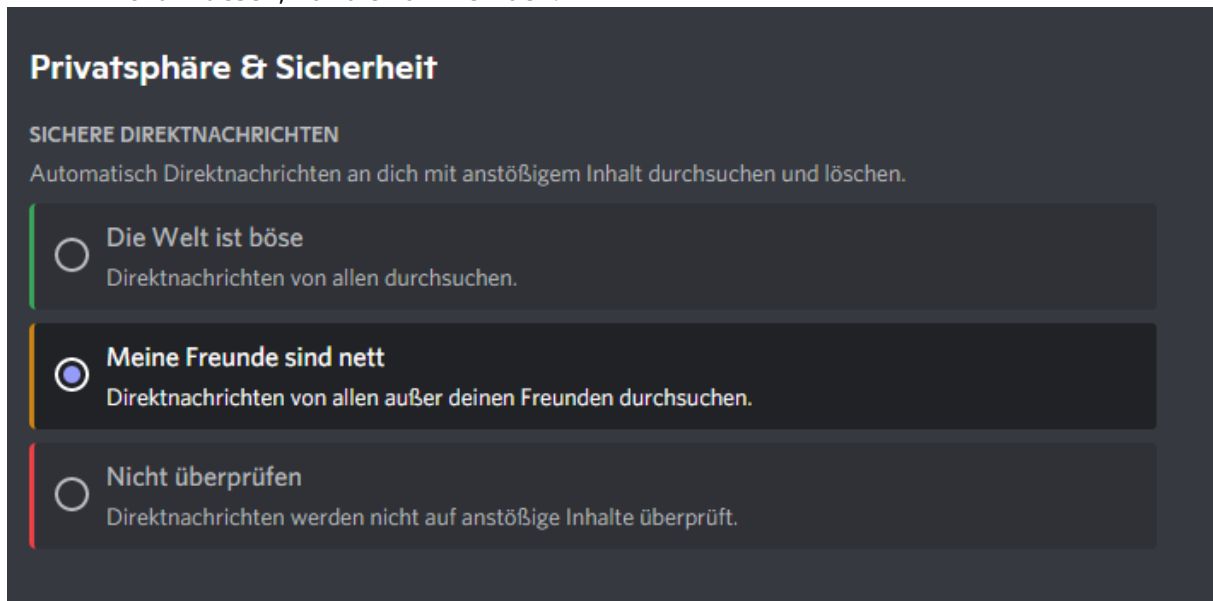 Privatsphäre & Sicherheit
SICHERE DIREKTNACHRICHTEN
Automatisch Direktnachrichten an dich mit anstößigem Inhalt durchsuchen und löschen.
Die Welt ist böse
Direktnachrichten von allen durchsuchen.
Meine Freunde sind nett
Direktnachrichten von allen außer deinen Freunden durchsuchen.
Nicht überprüfen
Direktnachrichten werden nicht auf anstößige Inhalte überprüft.